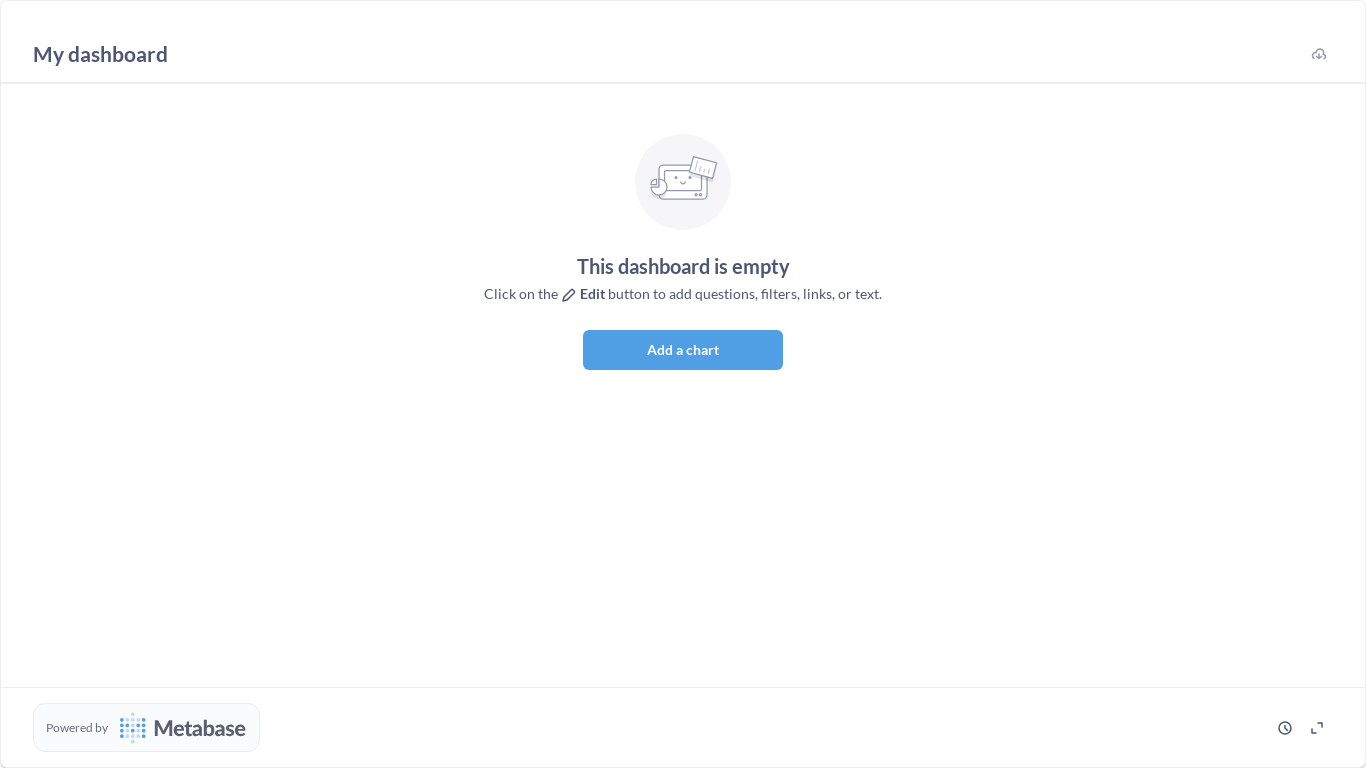 My dashboard
This dashboard is empty
Click on the Edit button to add questions, filters, links, or text.
Add a chart
Powered by Metabase